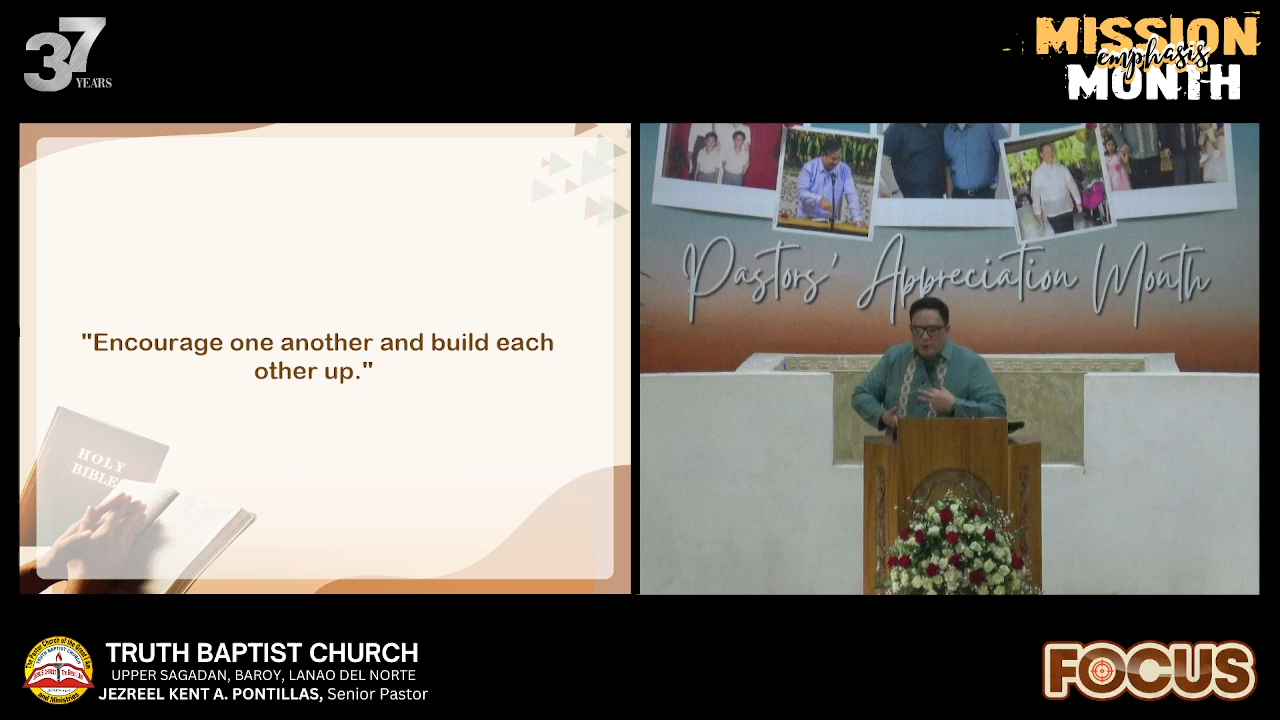 37
YEARS
MISSION
emphasis
MONTH
"Encourage one another and build each
other up."
HOLY
BIBLE
Pastors' Appreciation Month
TRUTH BAPTIST CHURCH
UPPER SAGADAN, BAROY, LANAO DEL NORTE
JEZREEL KENT A. PONTILLAS, Senior Pastor
FOCUS